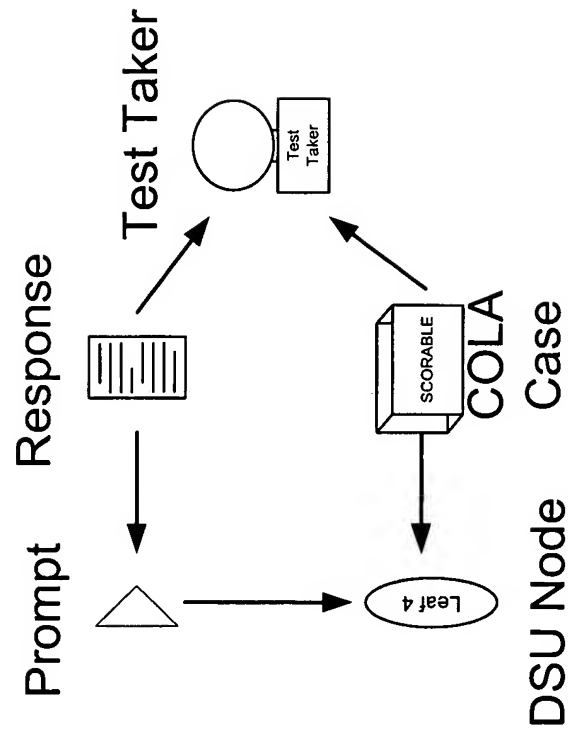 Prompt
Response
Test Taker
Test
Taker
Leaf 4
SCORABLE
DSU Node
COLA
Case